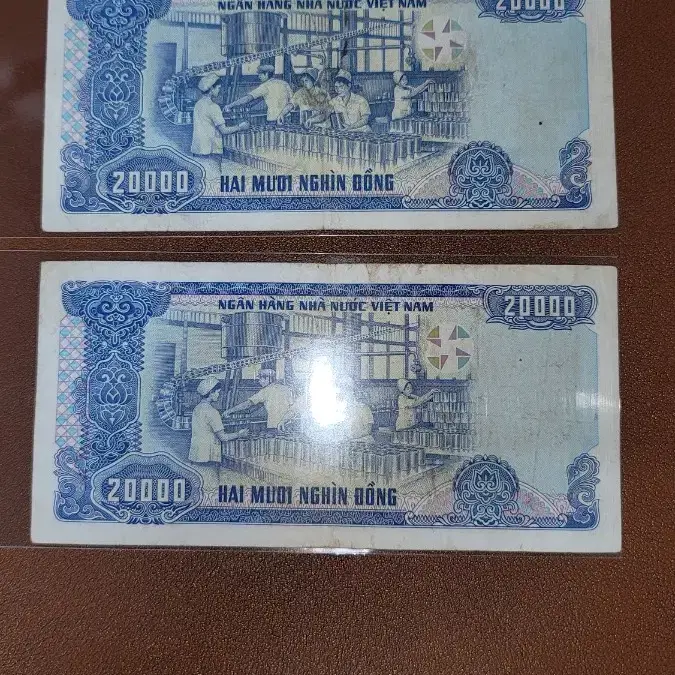 NGÂN HÀNG NHÀ NƯỚC VIỆT NAM
20000
20000
HAI MƯƠI NGHÌN ĐỒNG
NGÂN HÀNG NHÀ NƯỚC VIỆT NAM
20000
20000
HAI MƯƠI NGHÌN ĐỒNG